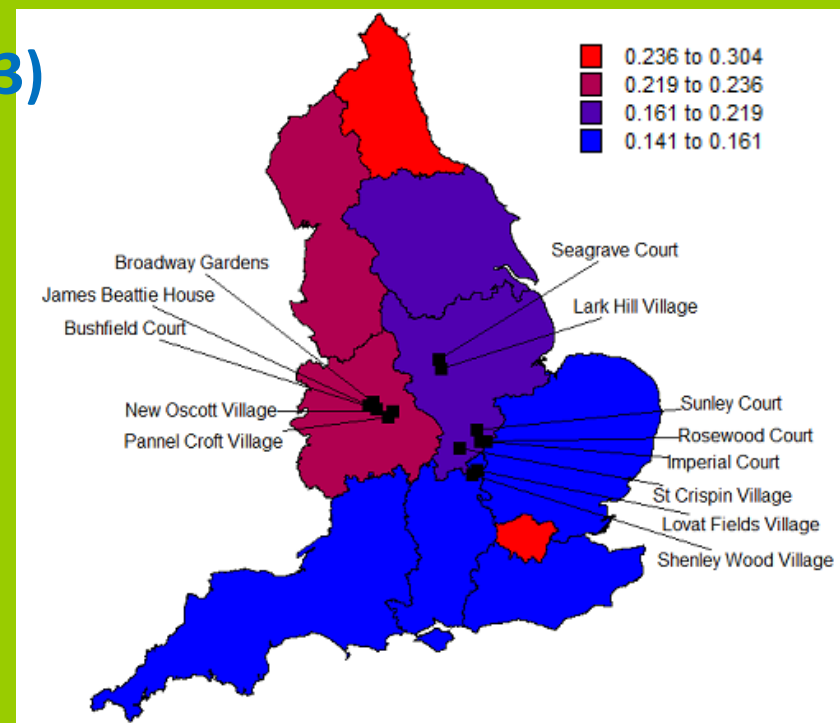 3)
0.236 to 0.304
0.219 to 0.236
0.161 to 0.219
0.141 to 0.161
Seagrave Court
Broadway Gardens
James Beattie House
Lark Hill Village
Bushfield Court
New Oscott Village
Pannel Croft Village
Sunley Court
Rosewood Court
Imperial Court
St Crispin Village
Lovat Fields Village
Shenley Wood Village